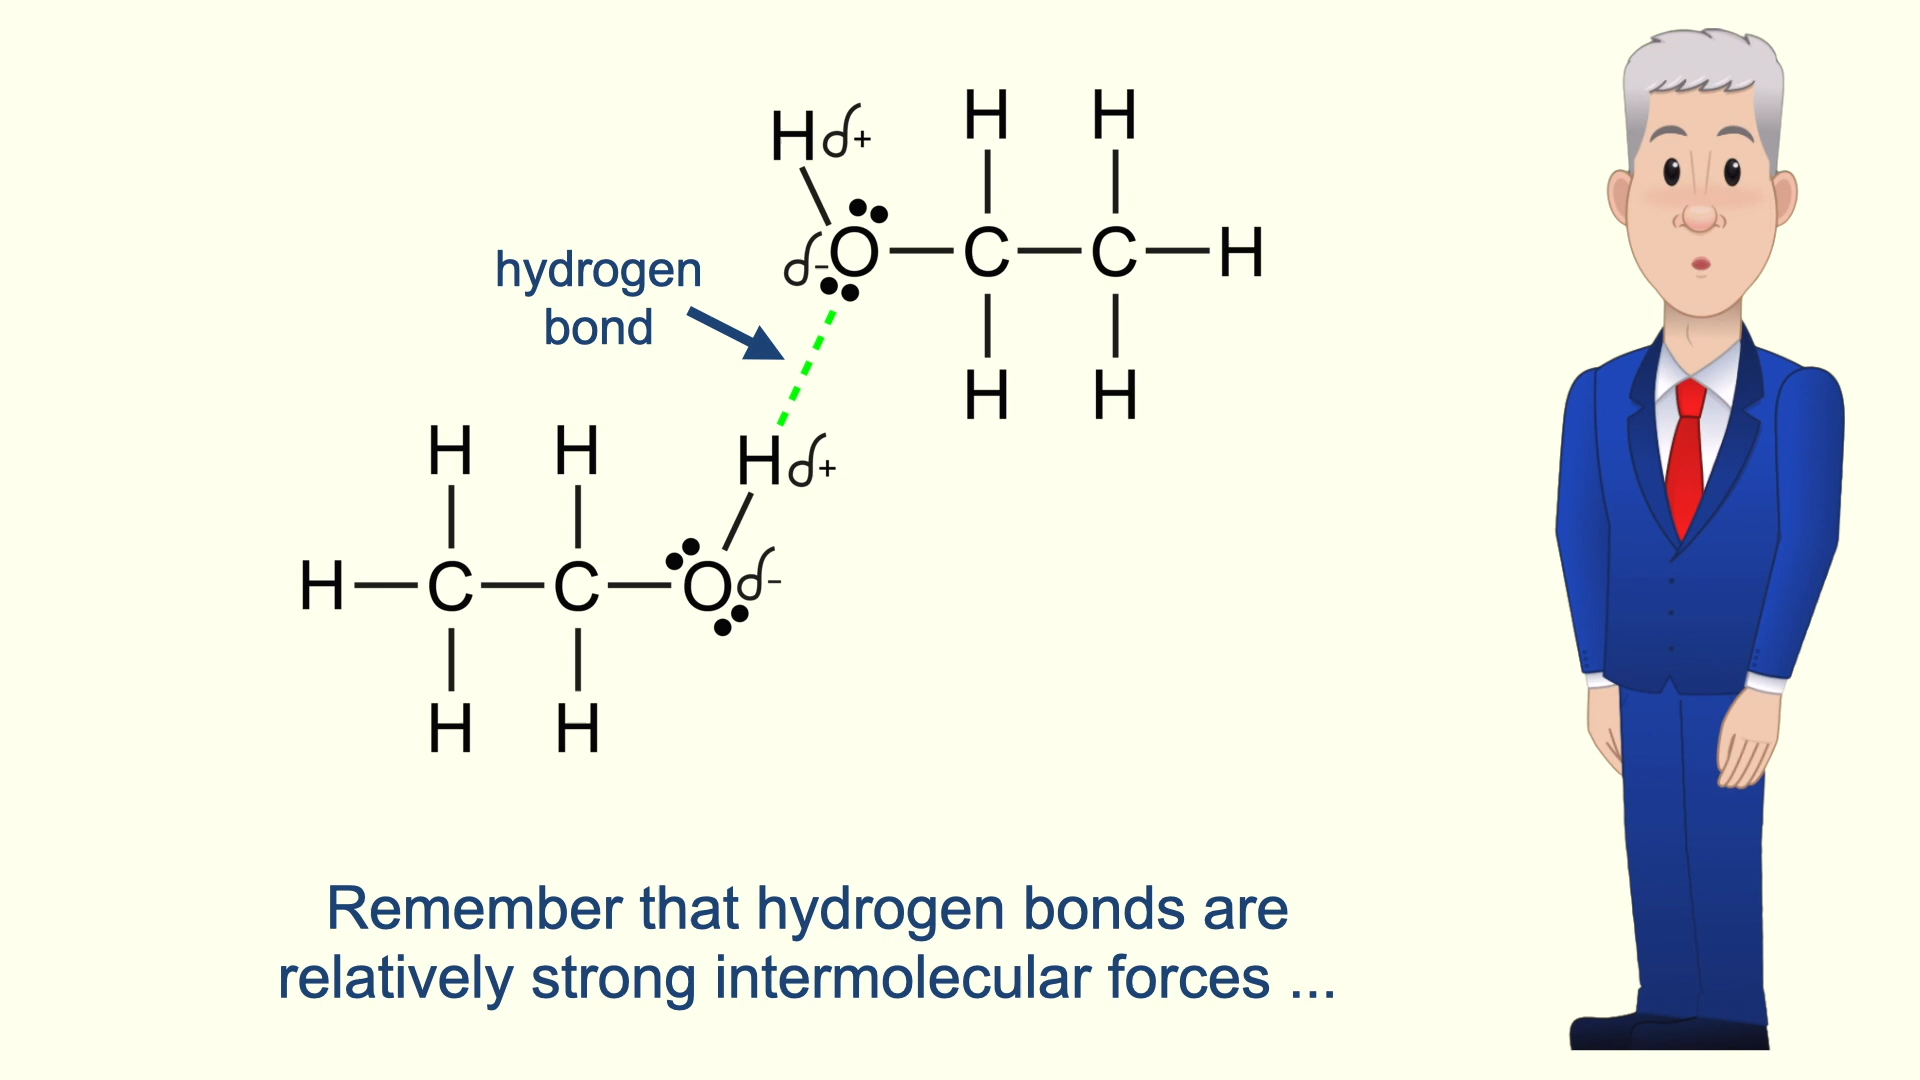 H H
H δ+
δ- O C C H
hydrogen
bond
H H
H δ+
H H
H C C O δ-
H H
Remember that hydrogen bonds are
relatively strong intermolecular forces ...